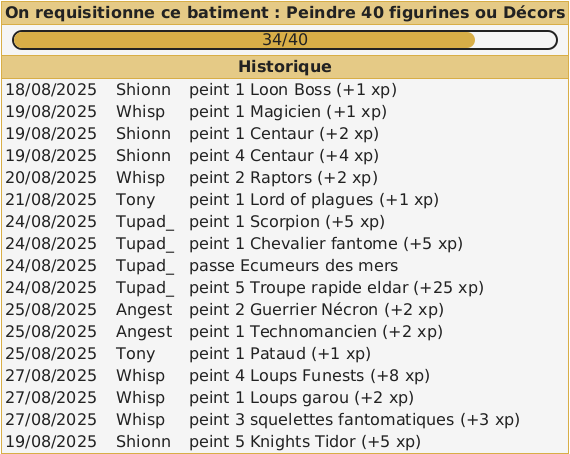 On requisitionne ce batiment : Peindre 40 figurines ou Décors
34/40
Historique
18/08/2025 Shionn peint 1 Loon Boss (+1 xp)
19/08/2025 Whisp peint 1 Magicien (+1 xp)
19/08/2025 Shionn peint 1 Centaur (+2 xp)
19/08/2025 Shionn peint 4 Centaur (+4 xp)
20/08/2025 Whisp peint 2 Raptors (+2 xp)
21/08/2025 Tony peint 1 Lord of plagues (+1 xp)
24/08/2025 Tupad_ peint 1 Scorpion (+5 xp)
24/08/2025 Tupad_ peint 1 Chevalier fantome (+5 xp)
24/08/2025 Tupad_ passe Ecumeurs des mers
24/08/2025 Tupad_ peint 5 Troupe rapide eldar (+25 xp)
25/08/2025 Angest peint 2 Guerrier Nécron (+2 xp)
25/08/2025 Angest peint 1 Technomancien (+2 xp)
25/08/2025 Tony peint 1 Pataud (+1 xp)
27/08/2025 Whisp peint 4 Loups Funests (+8 xp)
27/08/2025 Whisp peint 1 Loups garou (+2 xp)
27/08/2025 Whisp peint 3 squelettes fantomatiques (+3 xp)
19/08/2025 Shionn peint 5 Knights Tidor (+5 xp)